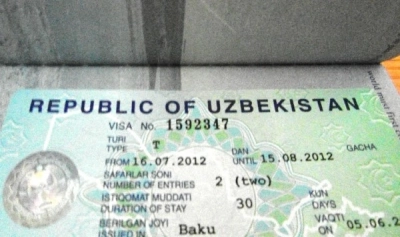 REPUBLIC OF UZBEKISTAN
VISA No. 1592347
TURI
TYPE T DAN GACHA
FROM 16.07.2012 UNTIL 15.08.2012
SAFARLAR SONI
NUMBER OF ENTRIES 2 (two)
ISTIQOMAT MUDDATI KUN
DURATION OF STAY 30 DAYS
BERILGAN JOYI VAQTI
ISSUED IN Baku ON 05.06.2